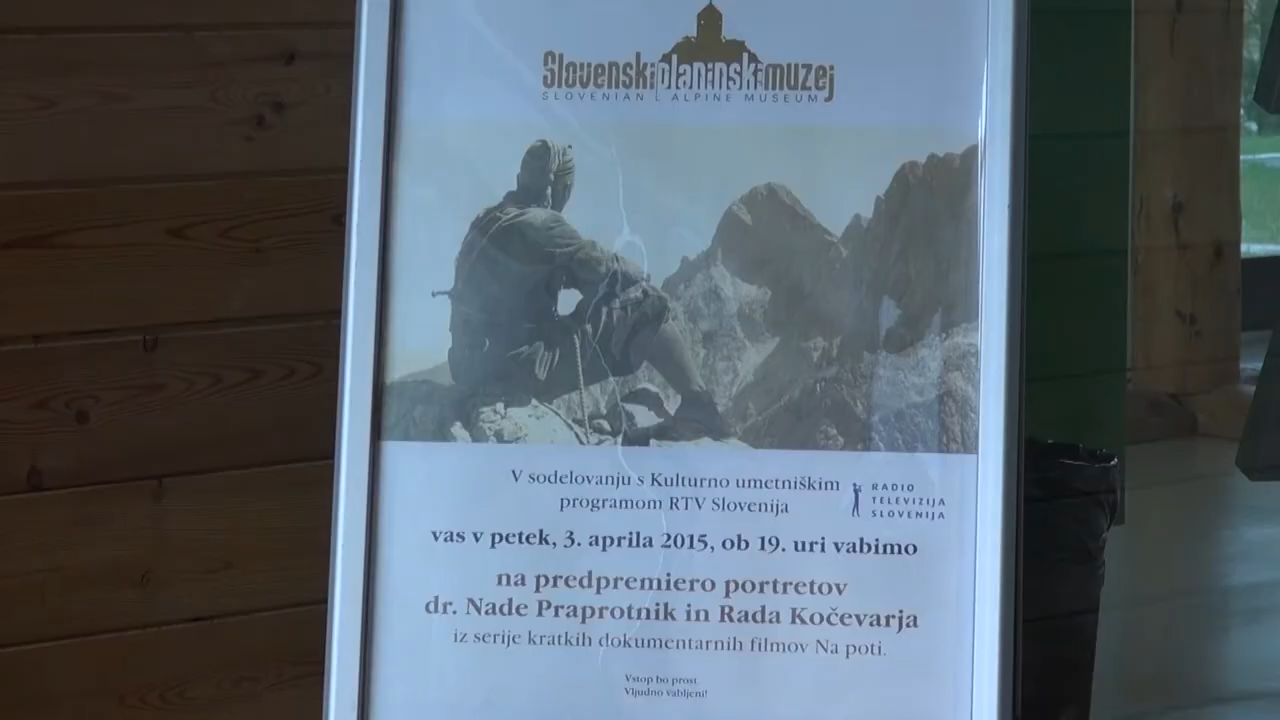 Slovenski planinski muzej
SLOVENIAN ALPINE MUSEUM
V sodelovanju s Kulturno umetniškim
programom RTV Slovenija
RADIO
TELEVIZIJA
SLOVENIJA
vas v petek, 3. aprila 2015, ob 19. uri vabimo
na predpremiero portretov
dr. Nade Praprotnik in Rada Kočevarja
iz serije kratkih dokumentarnih filmov Na poti.
Vstop bo prost.
Vljudno vabljeni!